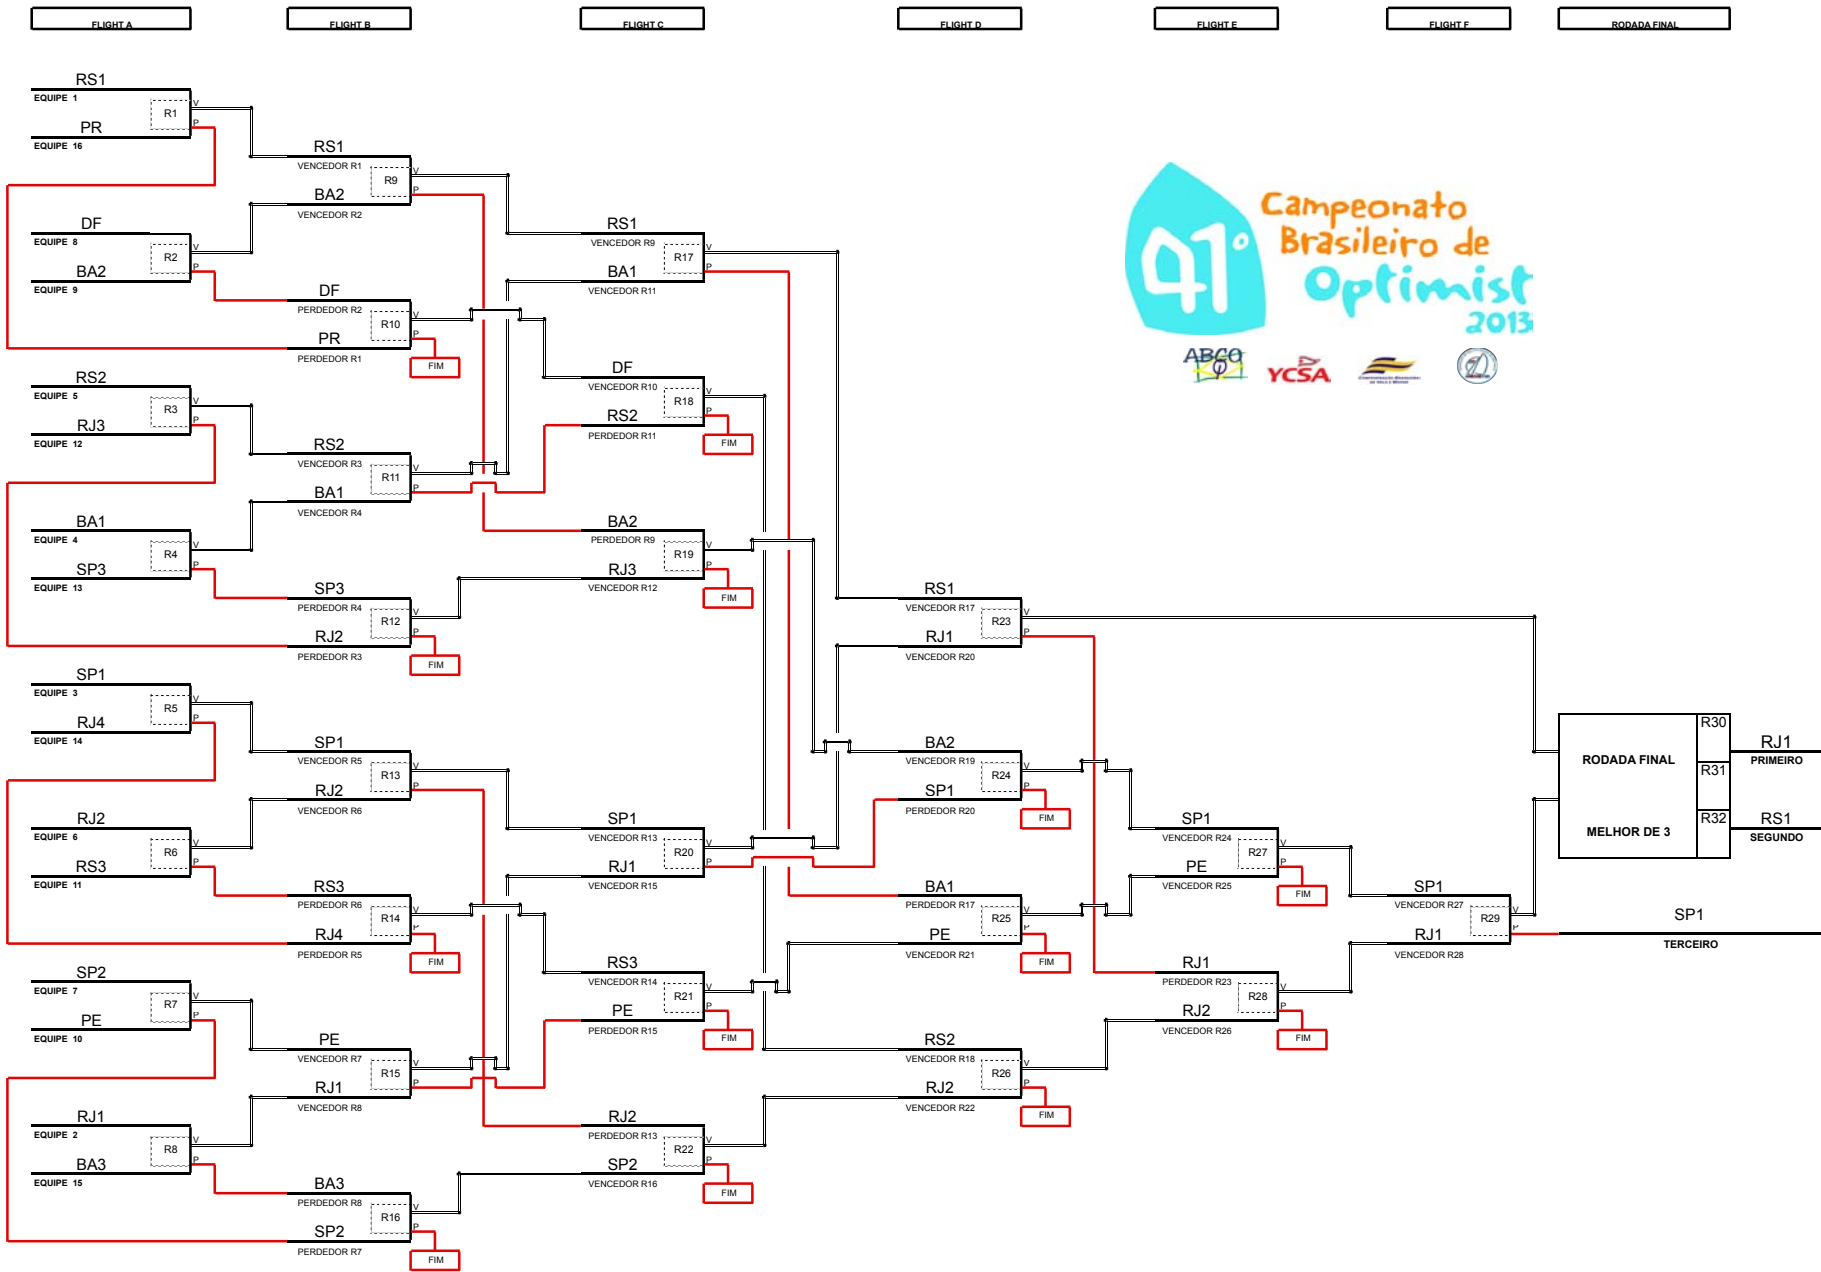 FLIGHT A
FLIGHT B
FLIGHT C
FLIGHT D
FLIGHT E
FLIGHT F
RODADA FINAL
RS1
EQUIPE 1
R1
V
P
PR
EQUIPE 16
DF
EQUIPE 8
R2
V
P
BA2
EQUIPE 9
RS2
EQUIPE 5
R3
V
P
RJ3
EQUIPE 12
BA1
EQUIPE 4
R4
V
P
SP3
EQUIPE 13
SP1
EQUIPE 3
R5
V
P
RJ4
EQUIPE 14
RJ2
EQUIPE 6
R6
V
P
RS3
EQUIPE 11
SP2
EQUIPE 7
R7
V
P
PE
EQUIPE 10
RJ1
EQUIPE 2
R8
V
P
BA3
EQUIPE 15
RS1
VENCEDOR R1
R9
V
P
BA2
VENCEDOR R2
DF
PERDEDOR R2
R10
V
P
PR
PERDEDOR R1
FIM
RS2
VENCEDOR R3
R11
V
P
BA1
VENCEDOR R4
SP3
PERDEDOR R4
R12
V
P
RJ2
PERDEDOR R3
FIM
SP1
VENCEDOR R5
R13
V
P
RJ2
VENCEDOR R6
RS3
PERDEDOR R6
R14
V
P
RJ4
PERDEDOR R5
FIM
PE
VENCEDOR R7
R15
V
P
RJ1
VENCEDOR R8
BA3
PERDEDOR R8
R16
V
P
SP2
PERDEDOR R7
FIM
RS1
VENCEDOR R9
R17
V
P
BA1
VENCEDOR R11
DF
VENCEDOR R10
R18
V
P
RS2
PERDEDOR R11
FIM
BA2
PERDEDOR R9
R19
V
P
RJ3
VENCEDOR R12
FIM
SP1
VENCEDOR R13
R20
V
P
RJ1
VENCEDOR R15
RS3
VENCEDOR R14
R21
V
P
PE
PERDEDOR R15
FIM
RJ2
PERDEDOR R13
R22
V
P
SP2
VENCEDOR R16
FIM
RS1
VENCEDOR R17
R23
V
P
RJ1
VENCEDOR R20
BA2
VENCEDOR R19
R24
V
P
SP1
PERDEDOR R20
FIM
BA1
PERDEDOR R17
R25
V
P
PE
VENCEDOR R21
FIM
RS2
VENCEDOR R18
R26
V
P
RJ2
VENCEDOR R22
FIM
41º
Campeonato
Brasileiro de
Optimist
2013
ABCO
YCSA
SP1
VENCEDOR R24
R27
V
P
PE
VENCEDOR R25
FIM
RJ1
PERDEDOR R23
R28
V
P
RJ2
VENCEDOR R26
FIM
SP1
VENCEDOR R27
R29
V
P
RJ1
VENCEDOR R28
RODADA FINAL
MELHOR DE 3
R30
R31
R32
RJ1
PRIMEIRO
RS1
SEGUNDO
SP1
TERCEIRO